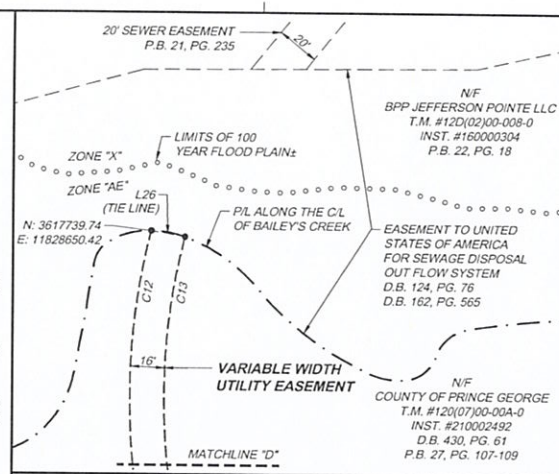 20' SEWER EASEMENT
P.B. 21, PG. 235
20'
N/F
BPP JEFFERSON POINTE LLC
T.M. #12D(02)00-008-0
INST. #160000304
P.B. 22, PG. 18
LIMITS OF 100
YEAR FLOOD PLAIN±
ZONE "X"
ZONE "AE"
L26
(TIE LINE)
N: 3617739.74
E: 11828650.42
P/L ALONG THE C/L
OF BAILEY'S CREEK
EASEMENT TO UNITED
STATES OF AMERICA
FOR SEWAGE DISPOSAL
OUT FLOW SYSTEM
D.B. 124, PG. 76
D.B. 162, PG. 565
C12
C13
16'
VARIABLE WIDTH
UTILITY EASEMENT
N/F
COUNTY OF PRINCE GEORGE
T.M. #120(07)00-00A-0
INST. #210002492
D.B. 430, PG. 61
P.B. 27, PG. 107-109
MATCHLINE "D"